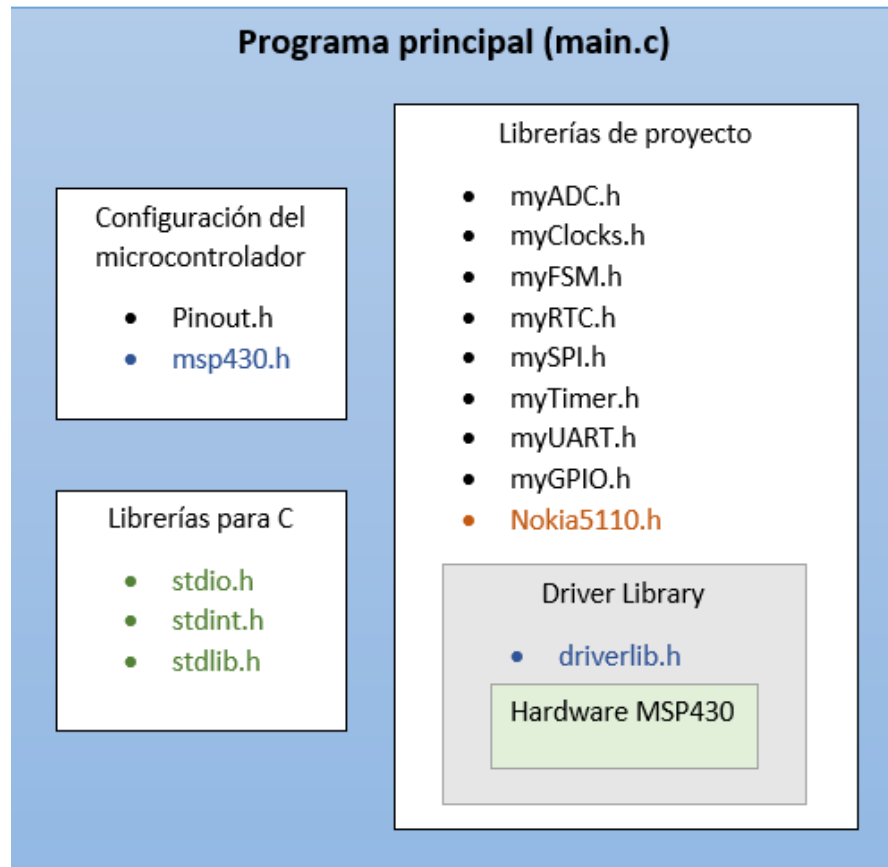 Programa principal (main.c)
Configuración del
microcontrolador
Pinout.h
msp430.h
Librerías para C
stdio.h
stdint.h
stdlib.h
Librerías de proyecto
myADC.h
myClocks.h
myFSM.h
myRTC.h
mySPI.h
myTimer.h
myUART.h
myGPIO.h
Nokia5110.h
Driver Library
driverlib.h
Hardware MSP430